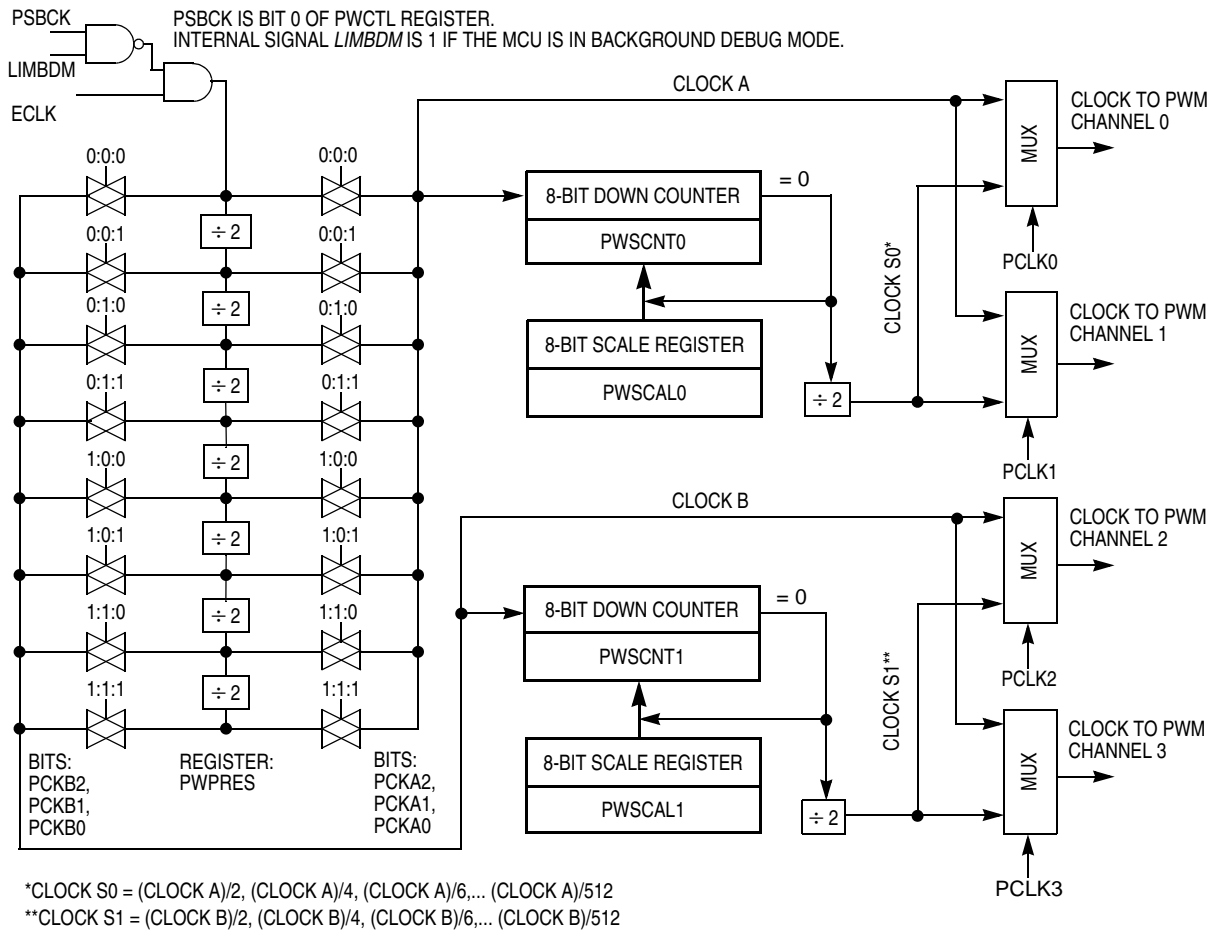 PSBCK
PSBCK IS BIT 0 OF PWCTL REGISTER.
INTERNAL SIGNAL LIMBDM IS 1 IF THE MCU IS IN BACKGROUND DEBUG MODE.
LIMBDM
ECLK
CLOCK A
CLOCK TO PWM
CHANNEL 0
MUX
PCLK0
0:0:0
0:0:0
÷ 2
0:0:1
0:0:1
÷ 2
0:1:0
0:1:0
÷ 2
0:1:1
0:1:1
÷ 2
1:0:0
1:0:0
÷ 2
1:0:1
1:0:1
÷ 2
1:1:0
1:1:0
÷ 2
1:1:1
1:1:1
8-BIT DOWN COUNTER
= 0
PWSCNT0
8-BIT SCALE REGISTER
PWSCAL0
÷ 2
CLOCK S0*
CLOCK TO PWM
CHANNEL 1
MUX
PCLK1
CLOCK B
CLOCK TO PWM
CHANNEL 2
MUX
PCLK2
8-BIT DOWN COUNTER
= 0
PWSCNT1
8-BIT SCALE REGISTER
PWSCAL1
÷ 2
CLOCK S1**
CLOCK TO PWM
CHANNEL 3
MUX
PCLK3
BITS:
PCKB2,
PCKB1,
PCKB0
REGISTER:
PWPRES
BITS:
PCKA2,
PCKA1,
PCKA0
*CLOCK S0 = (CLOCK A)/2, (CLOCK A)/4, (CLOCK A)/6,... (CLOCK A)/512
**CLOCK S1 = (CLOCK B)/2, (CLOCK B)/4, (CLOCK B)/6,... (CLOCK B)/512